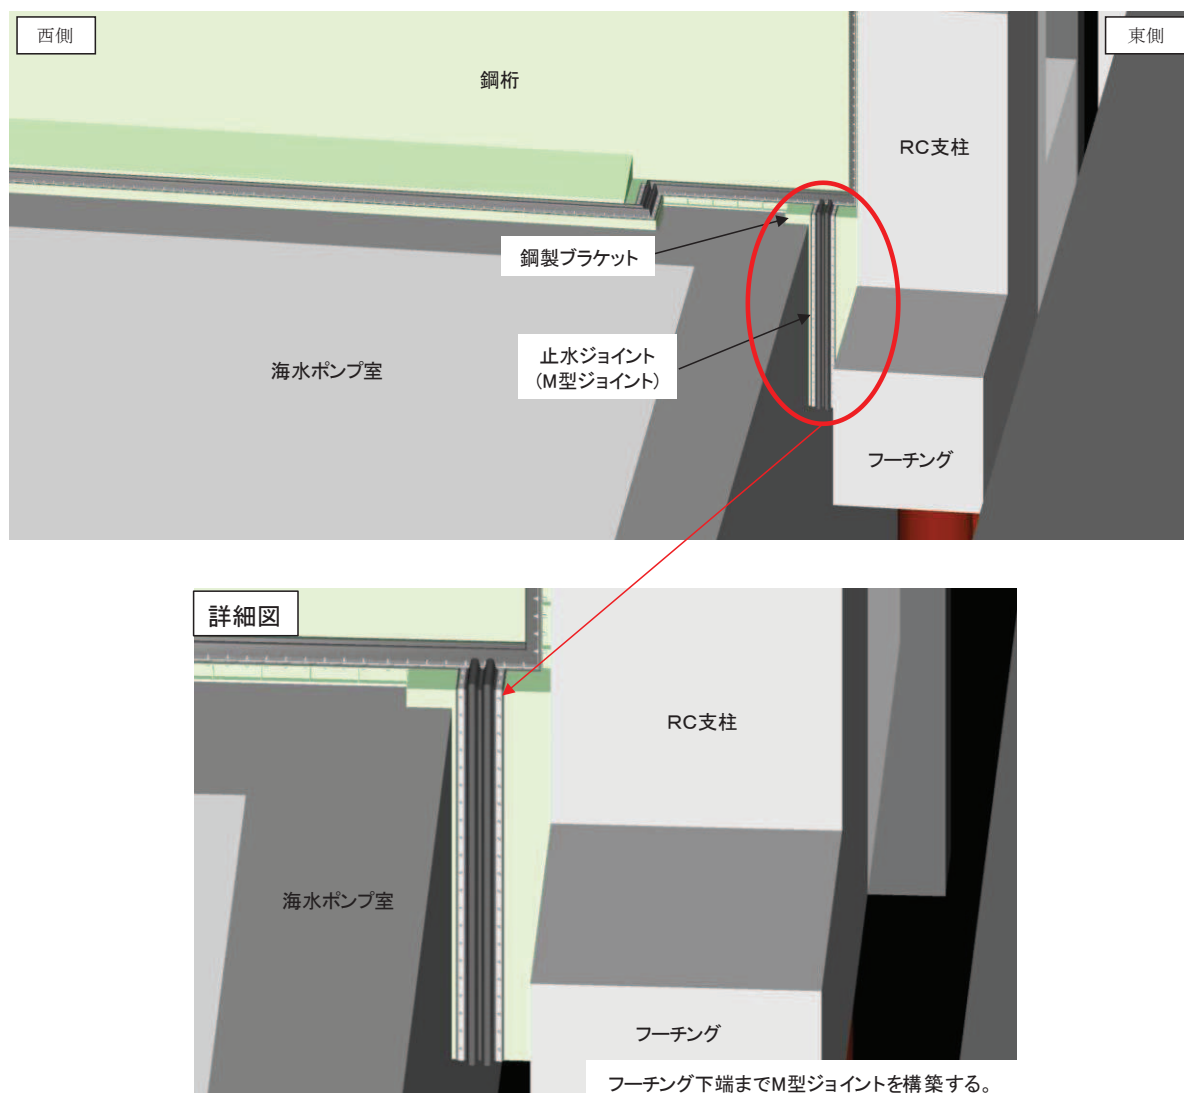 西側
東側
鋼桁
RC支柱
鋼製ブラケット
止水ジョイント
(M型ジョイント)
海水ポンプ室
フーチング
詳細図
RC支柱
海水ポンプ室
フーチング
フーチング下端までM型ジョイントを構築する。